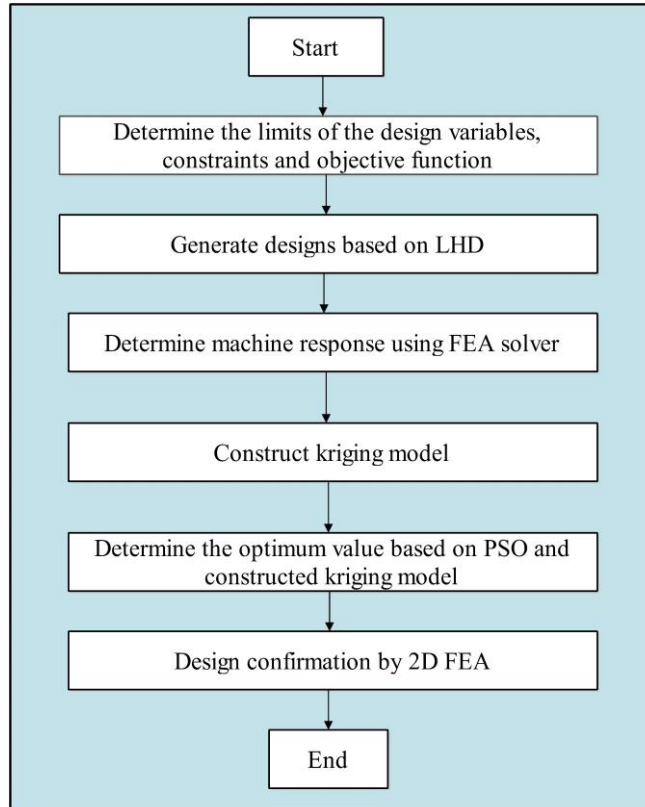 Start
Determine the limits of the design variables,
constraints and objective function
Generate designs based on LHD
Determine machine response using FEA solver
Construct kriging model
Determine the optimum value based on PSO and
constructed kriging model
Design confirmation by 2D FEA
End